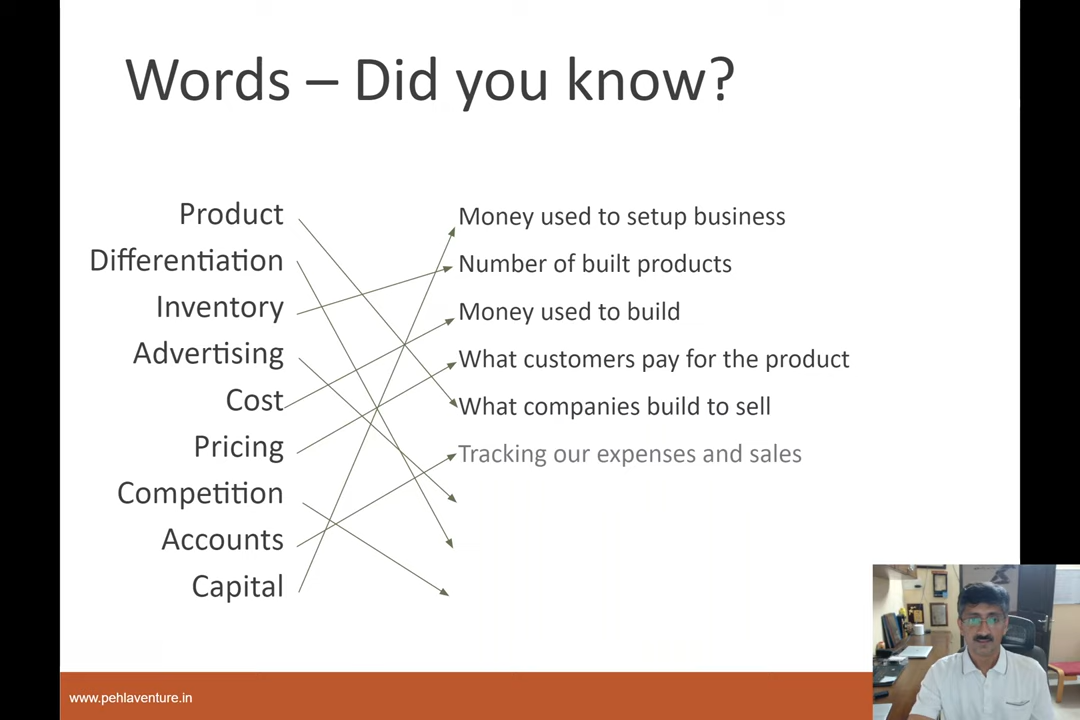 Words – Did you know?
Product
Differentiation
Inventory
Advertising
Cost
Pricing
Competition
Accounts
Capital
Money used to setup business
Number of built products
Money used to build
What customers pay for the product
What companies build to sell
Tracking our expenses and sales
www.pehlaventure.in